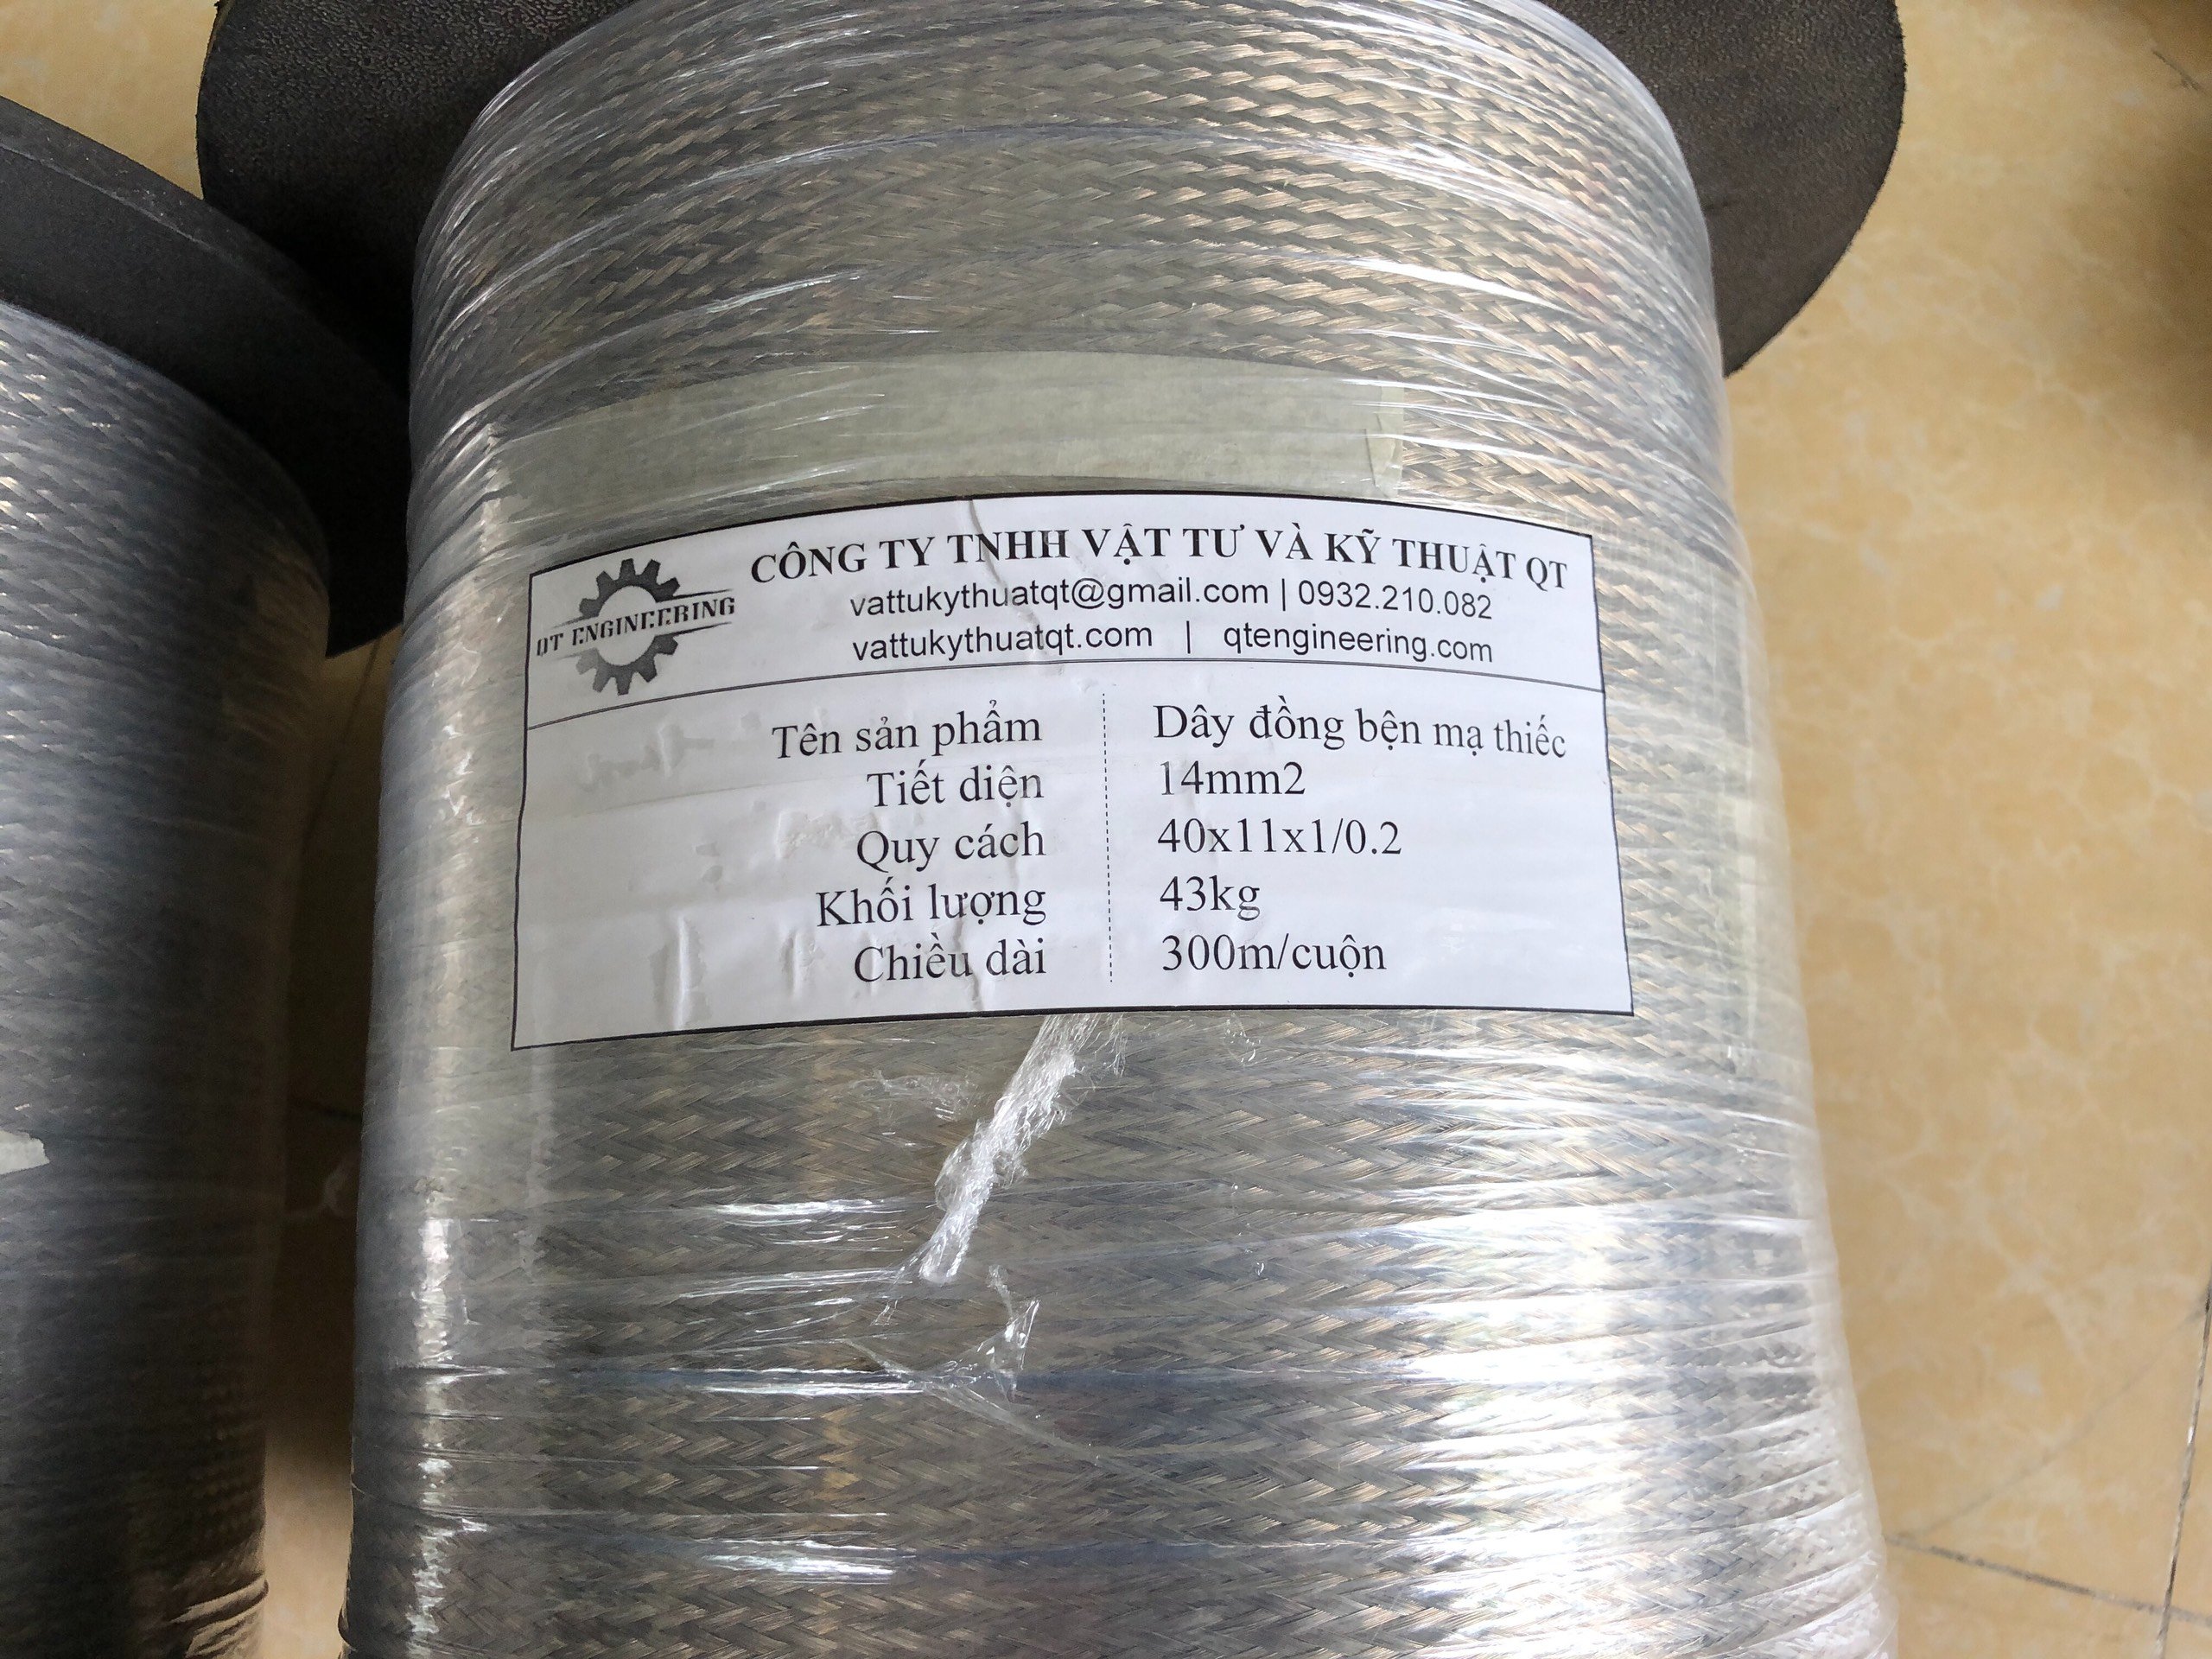 QT ENGINEERING
CÔNG TY TNHH VẬT TƯ VÀ KỸ THUẬT QT
vattukythuatqt@gmail.com | 0932.210.082
vattukythuatqt.com | qtengineering.com
Tên sản phẩm Dây đồng bện mạ thiếc
Tiết diện 14mm2
Quy cách 40x11x1/0.2
Khối lượng 43kg
Chiều dài 300m/cuộn